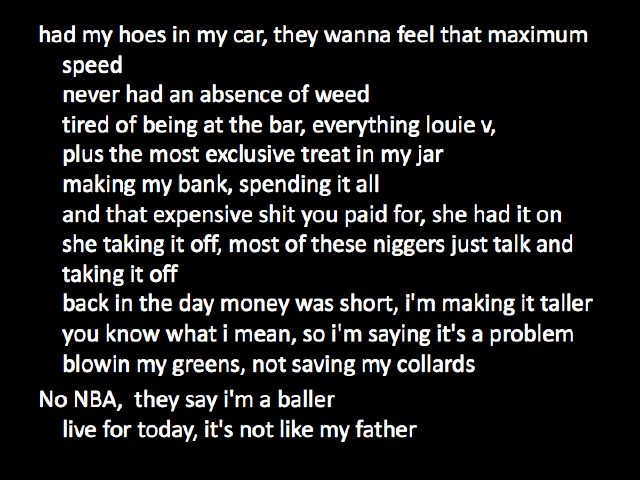 had my hoes in my car, they wanna feel that maximum
speed
never had an absence of weed
tired of being at the bar, everything louie v,
plus the most exclusive treat in my jar
making my bank, spending it all
and that expensive shit you paid for, she had it on
she taking it off, most of these niggers just talk and
taking it off
back in the day money was short, i'm making it taller
you know what i mean, so i'm saying it's a problem
blowin my greens, not saving my collards
No NBA,  they say i'm a baller
live for today, it's not like my father